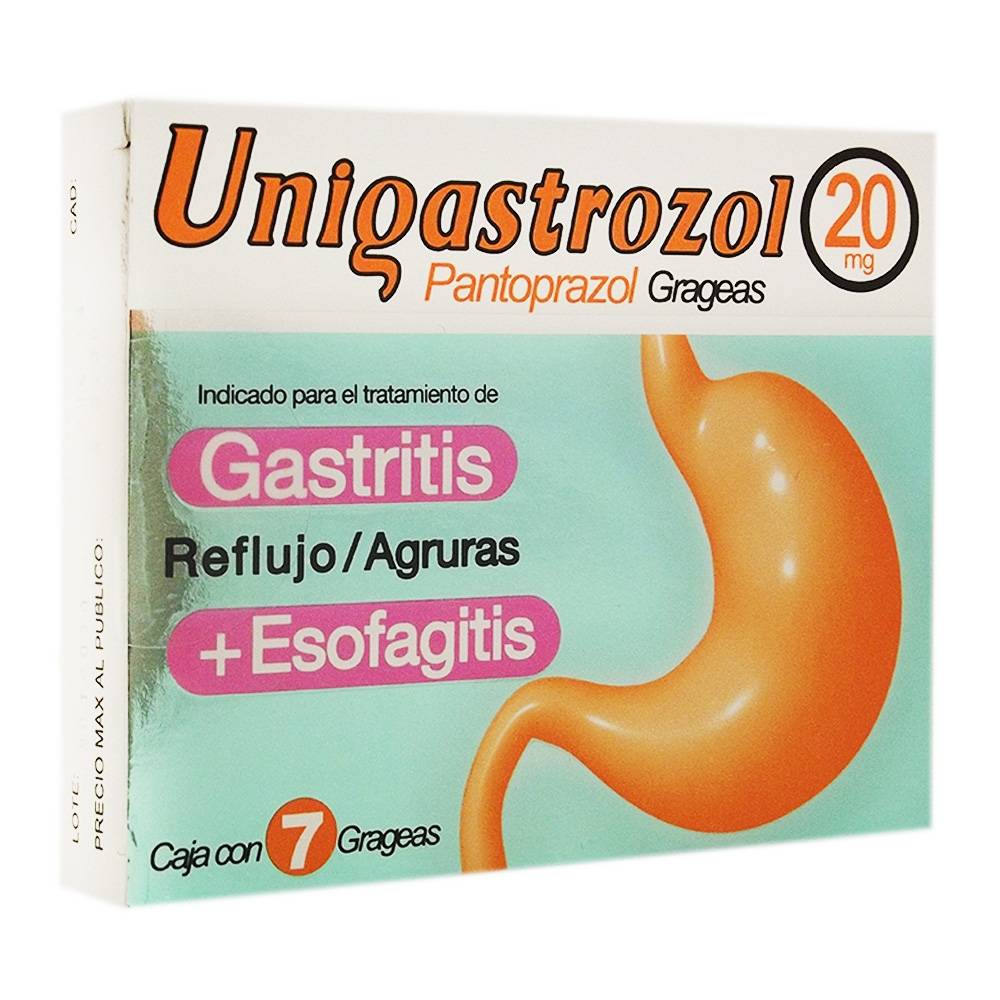 Unigastrozol
20
mg
Pantoprazol Grageas
Indicado para el tratamiento de
Gastritis
Reflujo/Agruras
+Esofagitis
Caja con 7 Grageas
CAD:
LOTE:
PRECIO MAX AL PUBLICO: